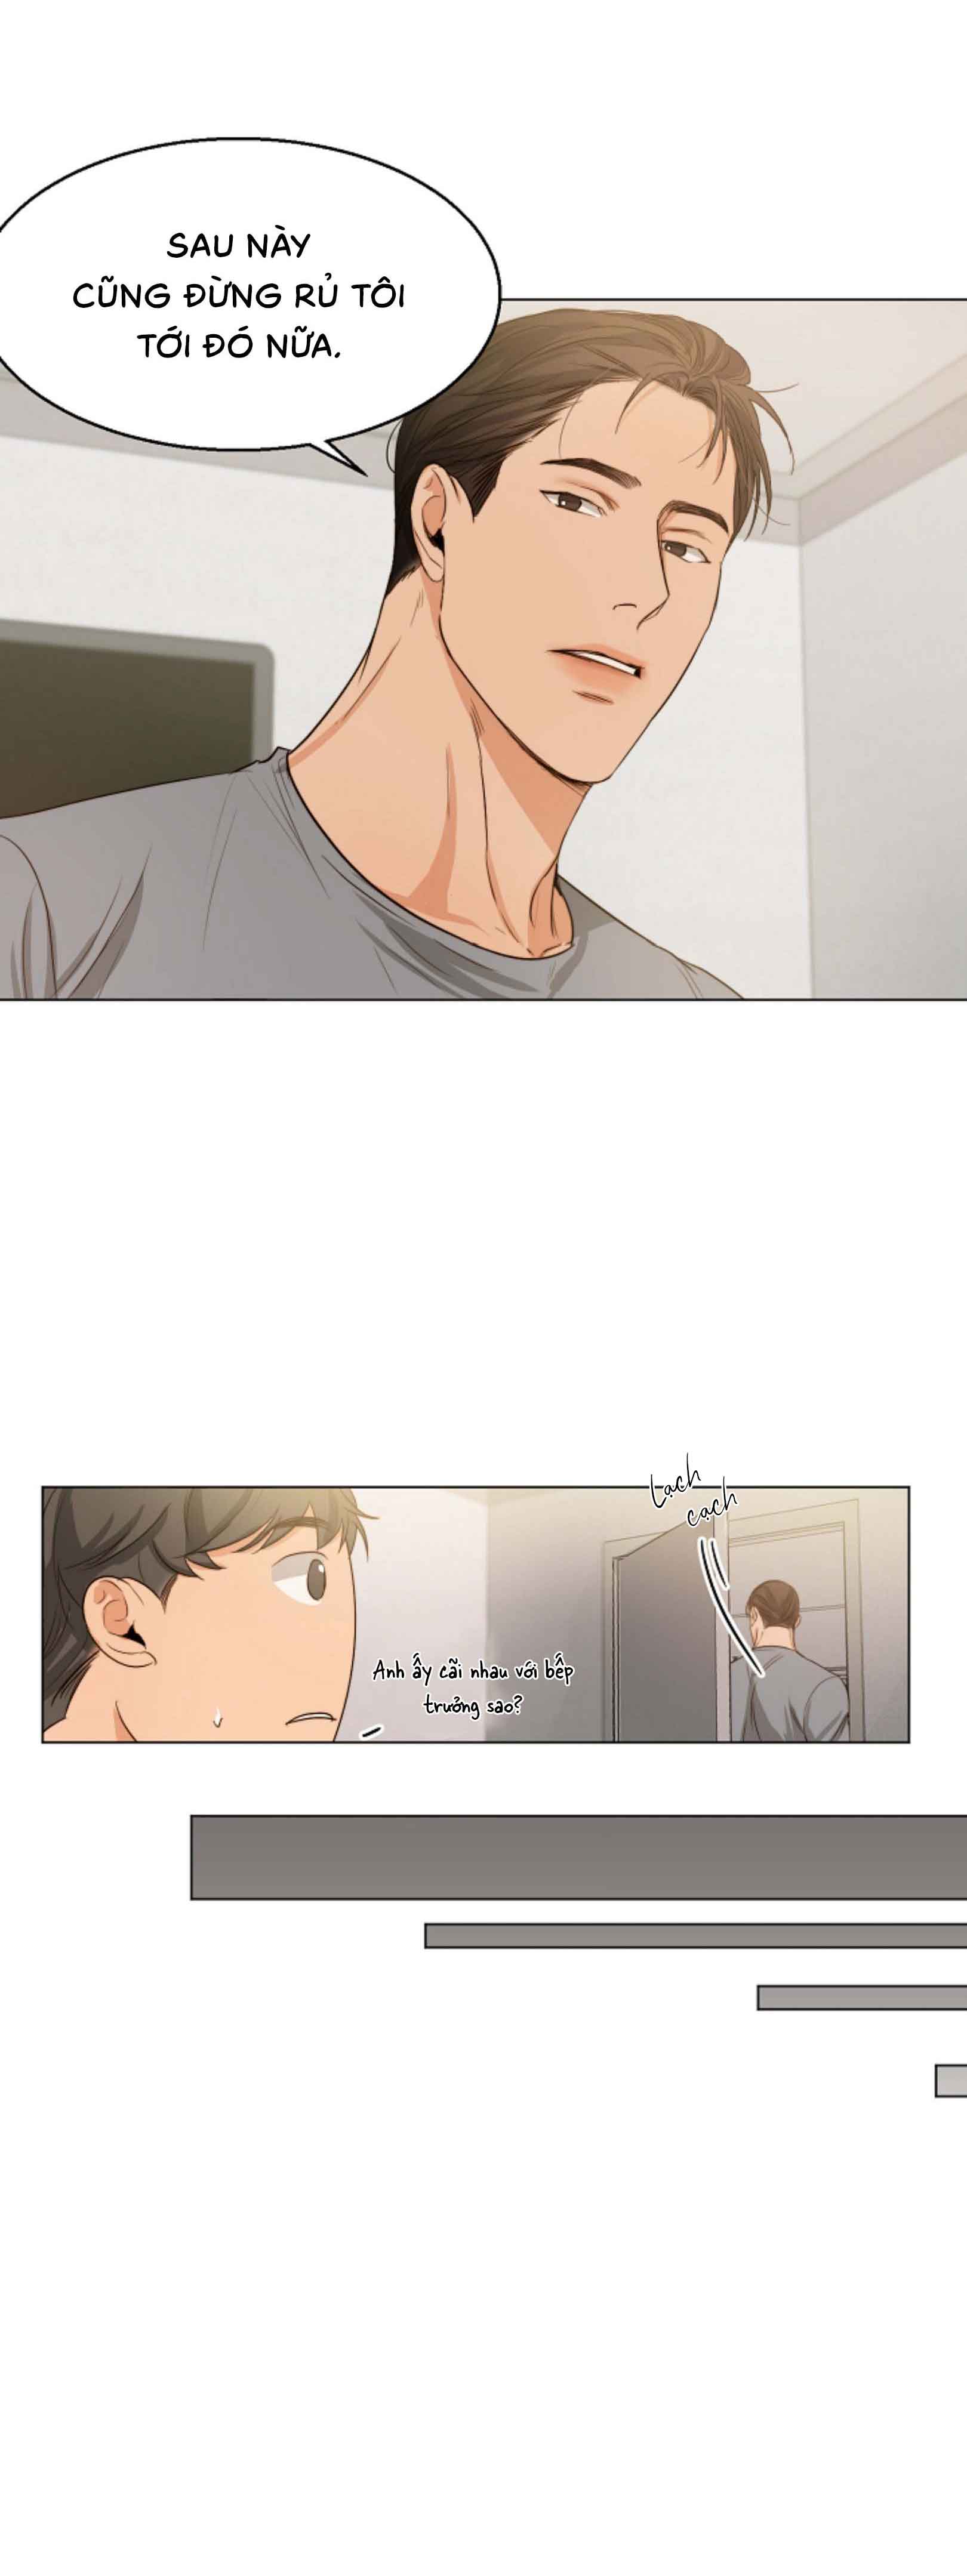 SAU NÀY
CŨNG ĐỪNG RỦ TÔI
TỚI ĐÓ NỮA.
Lạch
cạch
Anh ấy cãi nhau với bếp
trưởng sao?